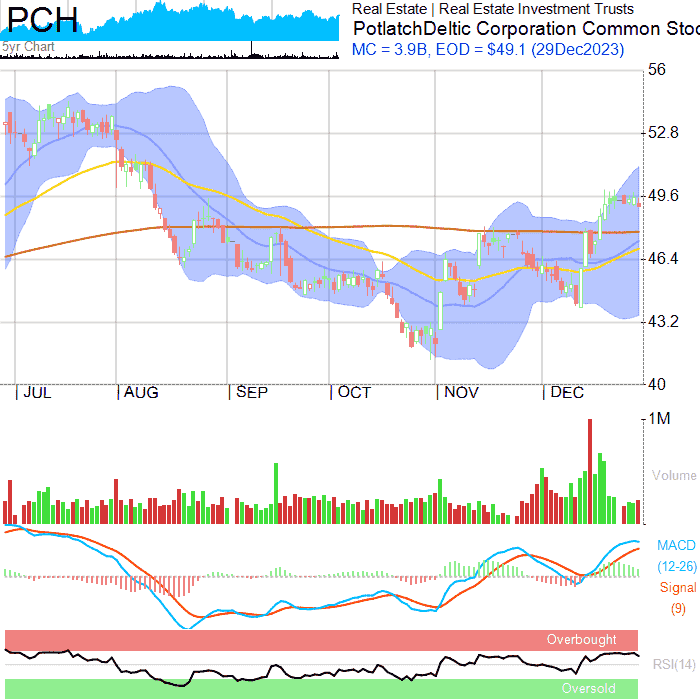 PCH
5yr Chart
Real Estate | Real Estate Investment Trusts
PotlatchDeltic Corporation Common Stoc
MC = 3.9B, EOD = $49.1 (29Dec2023)
56
52.8
49.6
46.4
43.2
40
JUL AUG SEP OCT NOV DEC
1M
Volume
MACD
(12-26)
Signal
(9)
Overbought
RSI(14)
Oversold